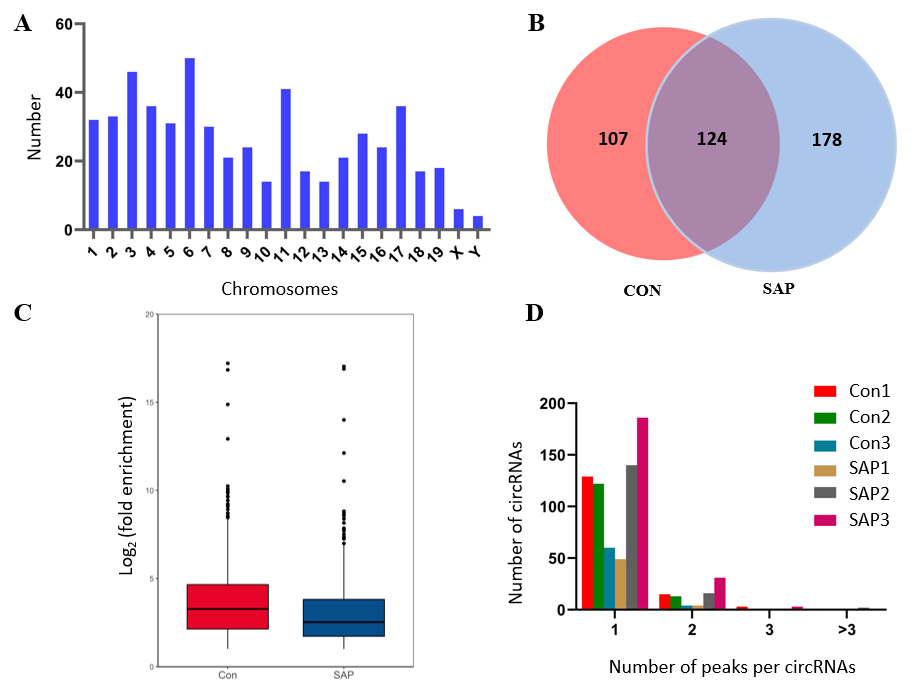 A
60
40
20
0
Number
1 2 3 4 5 6 7 8 9 10 11 12 13 14 15 16 17 18 19 X Y
Chromosomes
B
107 124 178
CON SAP
C
20
15
10
5
0
Log2 (fold enrichment)
Con SAP
D
200
150
100
50
0
Number of circRNAs
Con1
Con2
Con3
SAP1
SAP2
SAP3
1 2 3 >3
Number of peaks per circRNAs